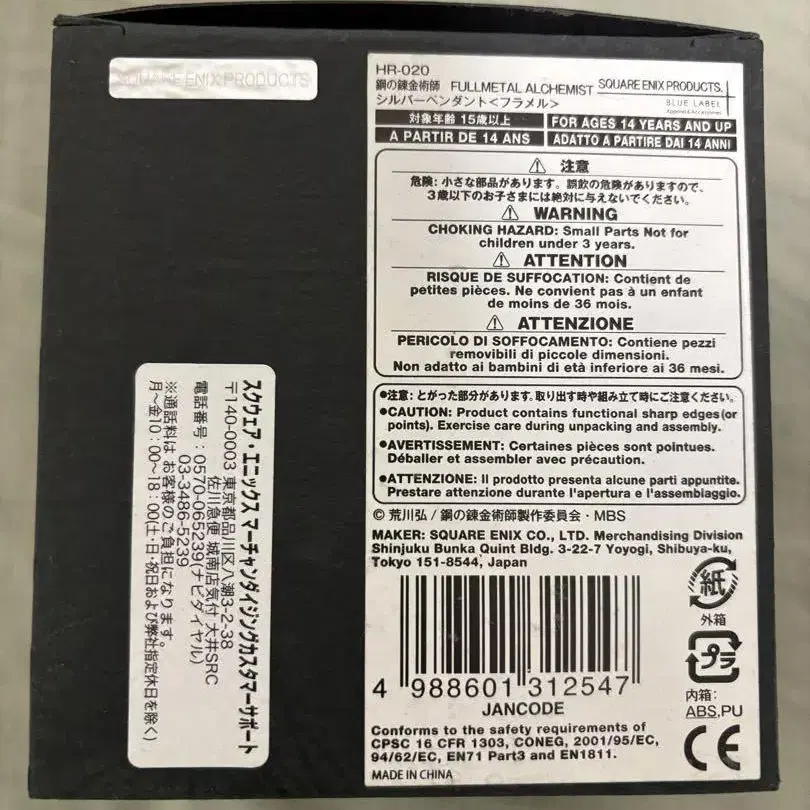 SQUARE ENIX PRODUCTS
HR-020
鋼の錬金術師 FULLMETAL ALCHEMIST
シルバーペンダント<フラメル>
SQUARE ENIX PRODUCTS.
BLUE LABEL
Apparel & Accessories
対象年齢 15歳以上
FOR AGES 14 YEARS AND UP
A PARTIR DE 14 ANS
ADATTO A PARTIRE DAI 14 ANNI
⚠ 注意
危険: 小さな部品があります。誤飲の危険がありますので、
3歳以下のお子さまには絶対に与えないでください。
⚠ WARNING
CHOKING HAZARD: Small Parts Not for
children under 3 years.
⚠ ATTENTION
RISQUE DE SUFFOCATION: Contient de
petites pièces. Ne convient pas à un enfant
de moins de 36 mois.
⚠ ATTENZIONE
PERICOLO DI SOFFOCAMENTO: Contiene pezzi
removibili di piccole dimensioni.
Non adatto ai bambini di età inferiore ai 36 mesi.
●注意: とがった部分があります。取り出す時や組み立て時にご注意ください。
●CAUTION: Product contains functional sharp edges(or
points). Exercise care during unpacking and assembly.
●AVERTISSEMENT: Certaines pièces sont pointues.
Déballer et assembler avec précaution.
●ATTENZIONE: Il prodotto presenta alcune parti appuntite.
Prestare attenzione durante l'apertura e l'assemblaggio.
© 荒川弘/鋼の錬金術師製作委員会・MBS
MAKER: SQUARE ENIX CO., LTD. Merchandising Division
Shinjuku Bunka Quint Bldg. 3-22-7 Yoyogi, Shibuya-ku,
Tokyo 151-8544, Japan
4 988601 312547
JANCODE
紙
外箱
プラ
内箱:
ABS,PU
Conforms to the safety requirements of
CPSC 16 CFR 1303, CONEG, 2001/95/EC,
94/62/EC, EN71 Part3 and EN1811.
CE
MADE IN CHINA
スクウェア・エニックス マーチャンダイジングカスタマーサポート
〒140-0003 東京都品川区八潮3-2-38
佐川急便 城南店気付 大井SRC
電話番号:0570-065239(ナビダイヤル)
03-3486-5239
※通話料は お客様のご負担になります。
月~金10:00~18:00(土・日・祝日および弊社指定休日を除く)